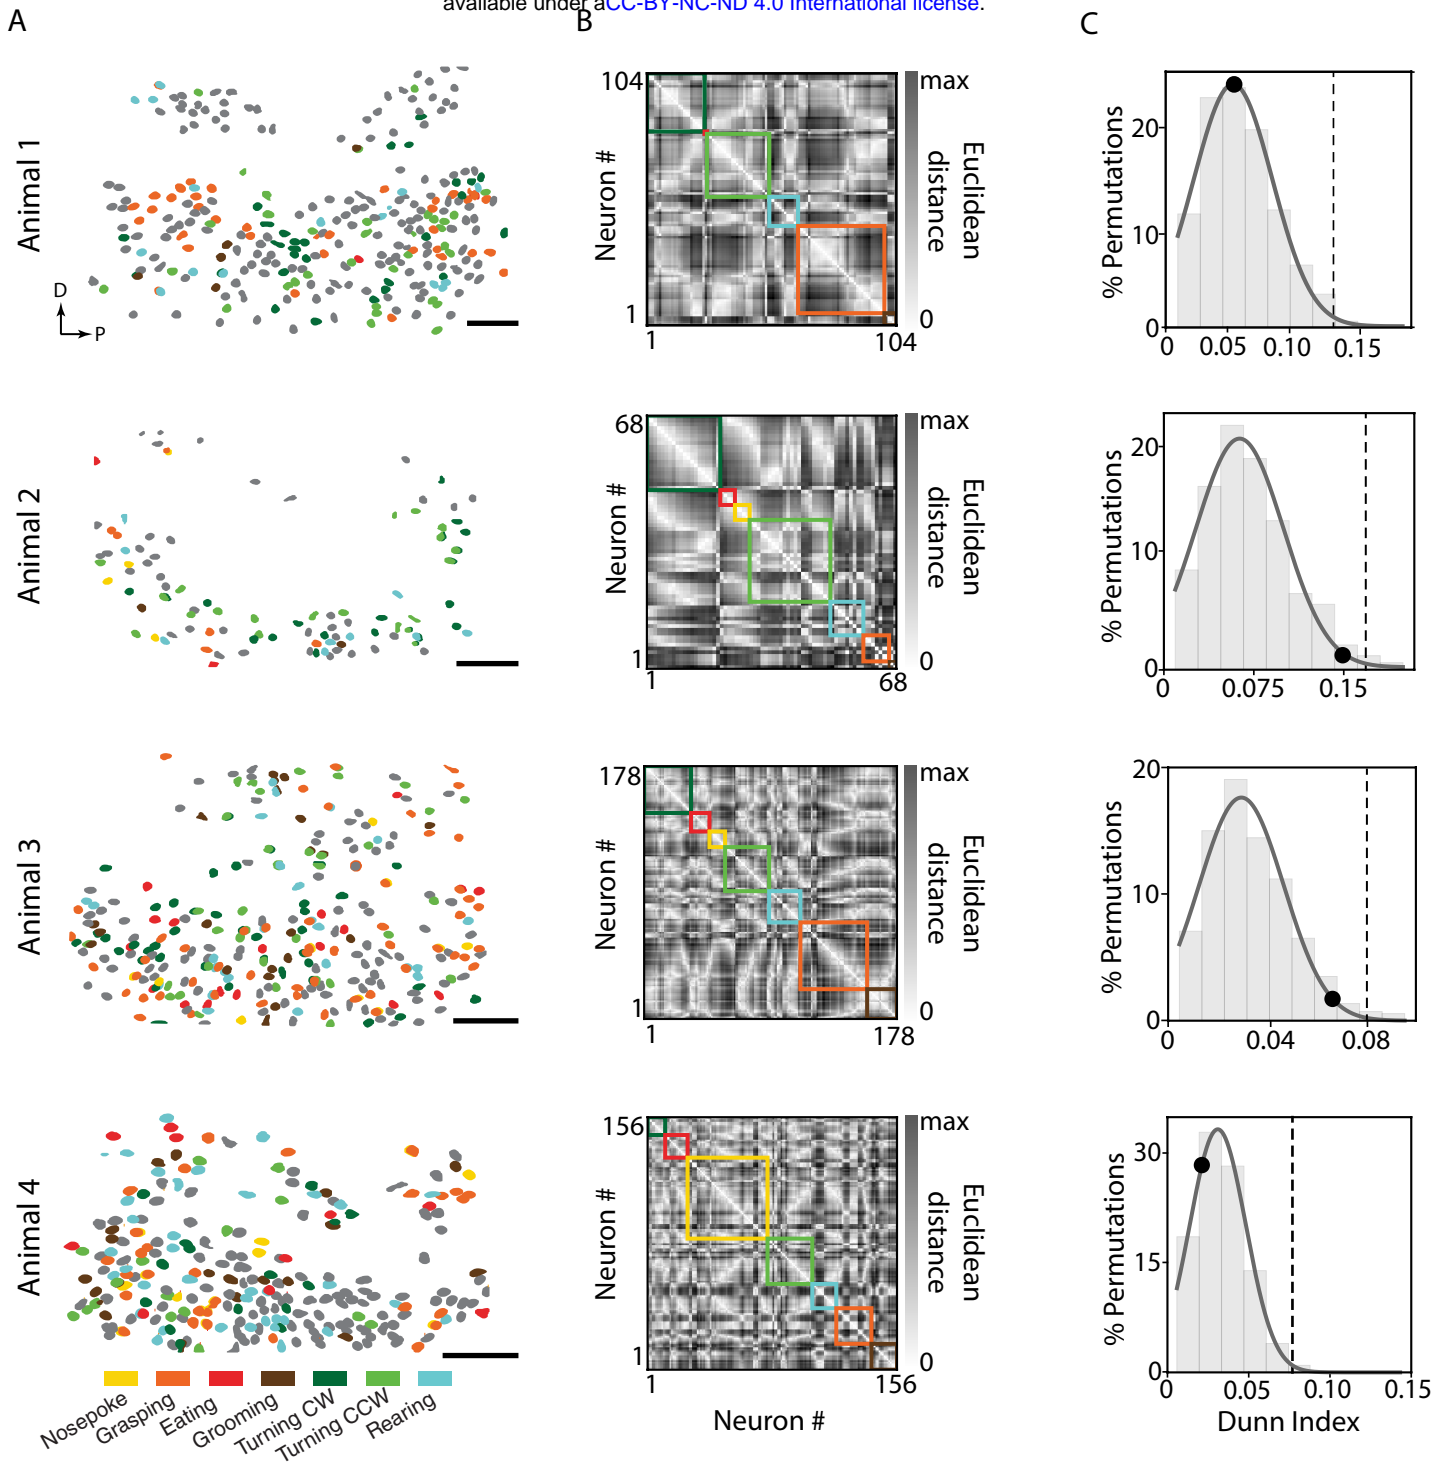 available under aCC-BY-NC-ND 4.0 International license.
A
B
C
Animal 1
D
P
104
Neuron #
1
1
104
max
Euclidean
distance
0
% Permutations
20
10
0
0
0.05
0.10
0.15
Animal 2
68
Neuron #
1
1
68
max
Euclidean
distance
0
% Permutations
20
10
0
0
0.075
0.15
Animal 3
178
Neuron #
1
1
178
max
Euclidean
distance
0
% Permutations
20
10
0
0
0.04
0.08
Animal 4
156
Neuron #
1
1
156
Neuron #
max
Euclidean
distance
0
% Permutations
30
15
0
0
0.05
0.10
0.15
Dunn Index
Nosepoke
Grasping
Eating
Grooming
Turning CW
Turning CCW
Rearing